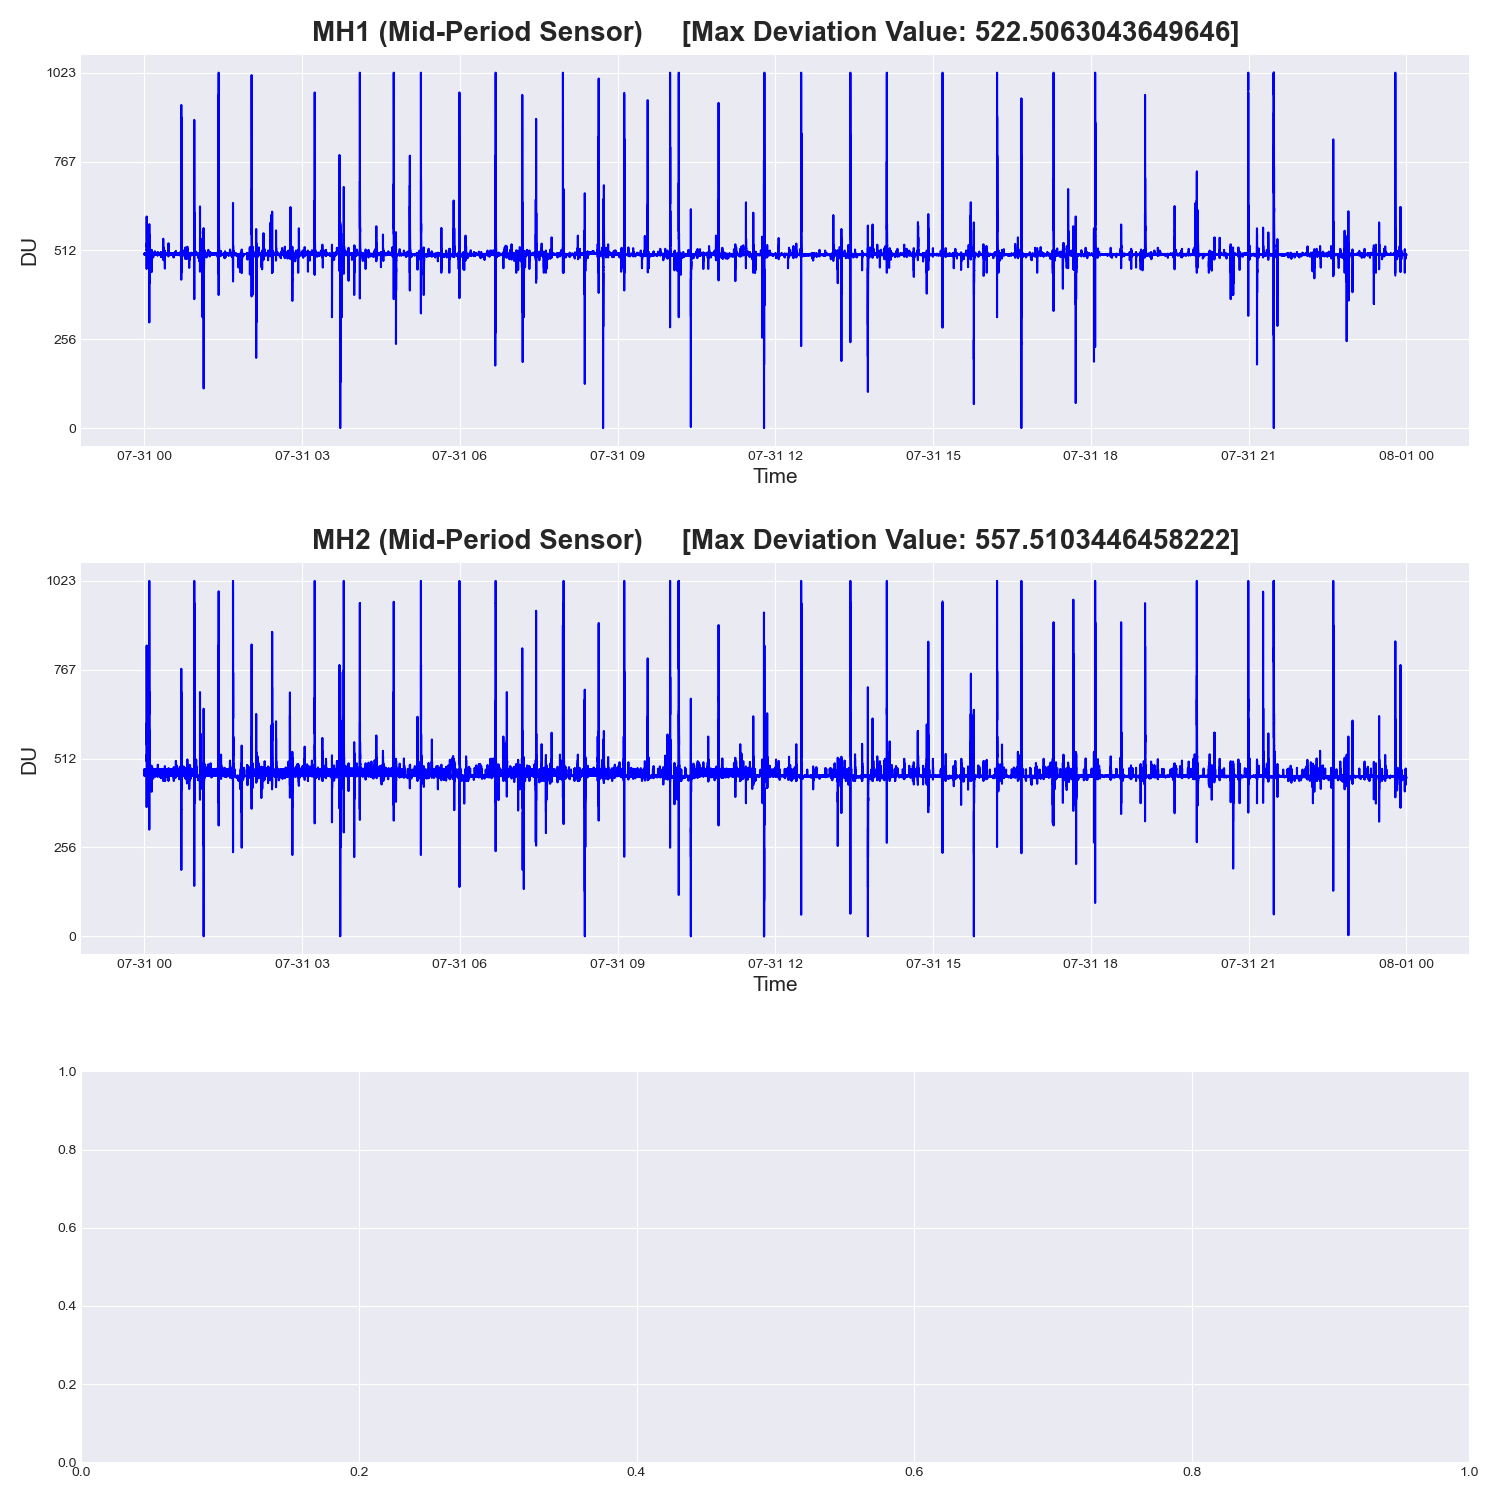 MH1 (Mid-Period Sensor) [Max Deviation Value: 522.5063043649646]
1023
767
512
256
0
DU
07-31 00 07-31 03 07-31 06 07-31 09 07-31 12 07-31 15 07-31 18 07-31 21 08-01 00
Time
MH2 (Mid-Period Sensor) [Max Deviation Value: 557.5103446458222]
1023
767
512
256
0
DU
07-31 00 07-31 03 07-31 06 07-31 09 07-31 12 07-31 15 07-31 18 07-31 21 08-01 00
Time
1.0
0.8
0.6
0.4
0.2
0.0
0.0 0.2 0.4 0.6 0.8 1.0